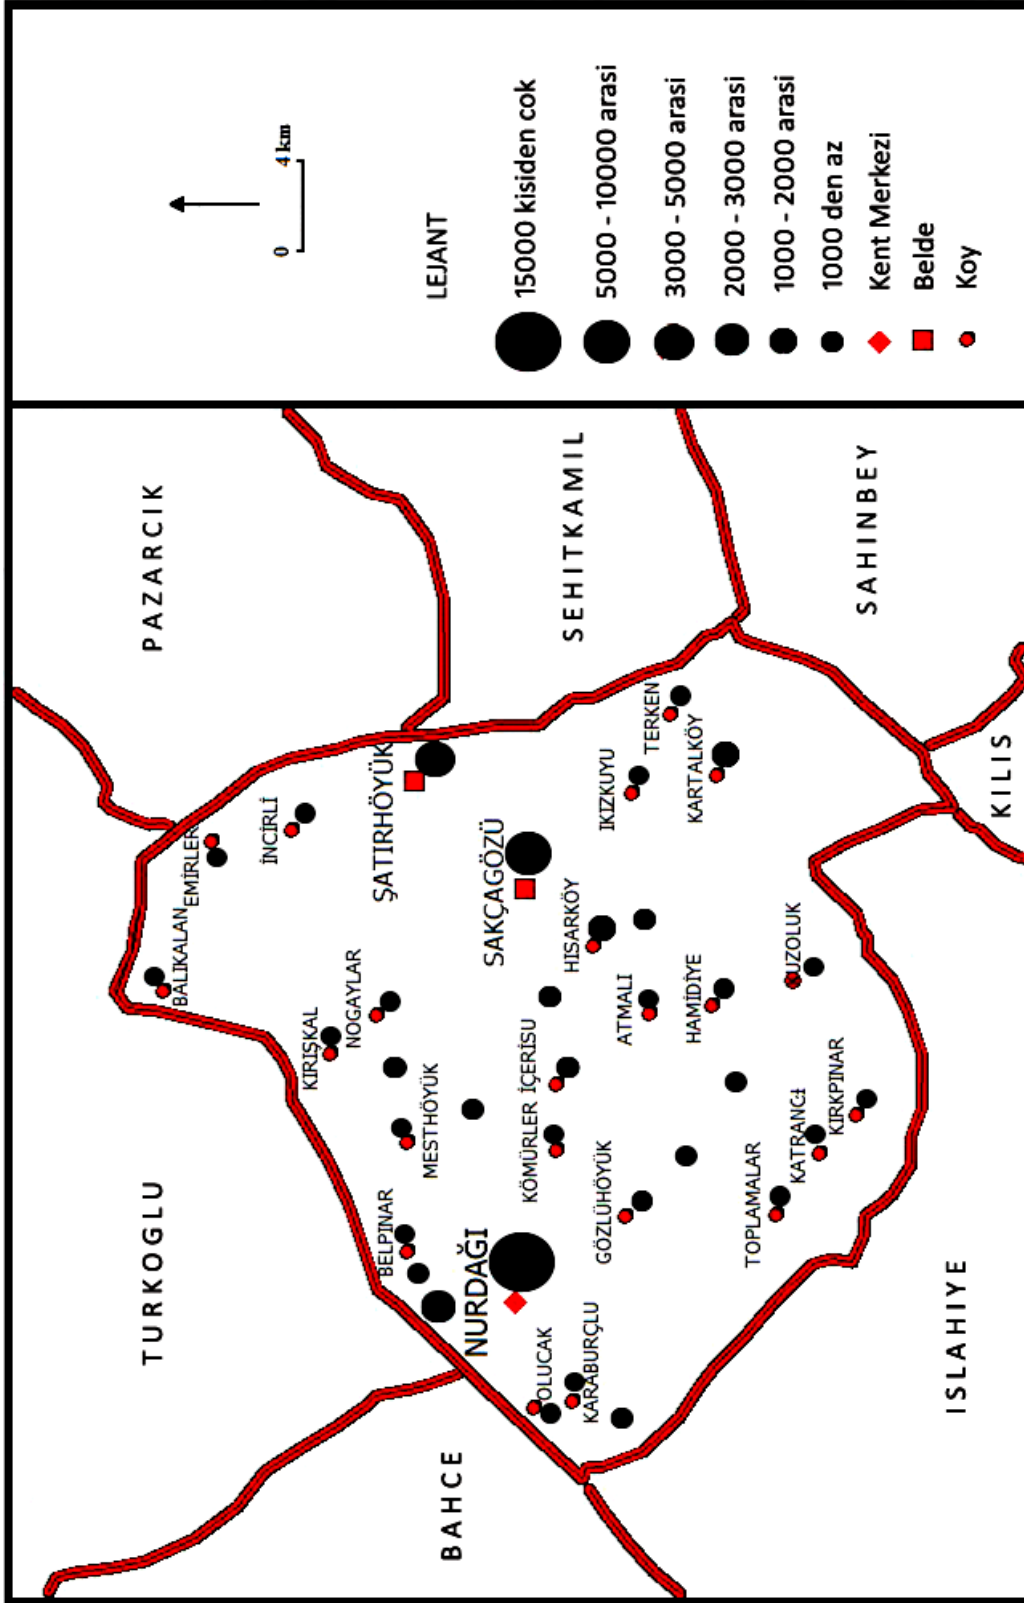 TURKOGLU
PAZARCIK
BALIKALAN
EMİRLER
İNCİRLİ
KIRIŞKAL
NOGAYLAR
ŞATIRHÖYÜK
BELPINAR
MESTHÖYÜK
BAHCE
NURDAĞI
SAKÇAGÖZÜ
KÖMÜRLER
İÇERİSU
OLUCAK
HISARKÖY
SEHITKAMIL
KARABURÇLU
GÖZLÜHÖYÜK
ATMALI
IKIZKUYU
TERKEN
HAMİDİYE
KARTALKÖY
TOPLAMALAR
KATRANCI
UZOLUK
KIRKPINAR
SAHINBEY
ISLAHIYE
KILIS
0 4 km
LEJANT
15000 kisiden cok
5000 - 10000 arasi
3000 - 5000 arasi
2000 - 3000 arasi
1000 - 2000 arasi
1000 den az
Kent Merkezi
Belde
Koy